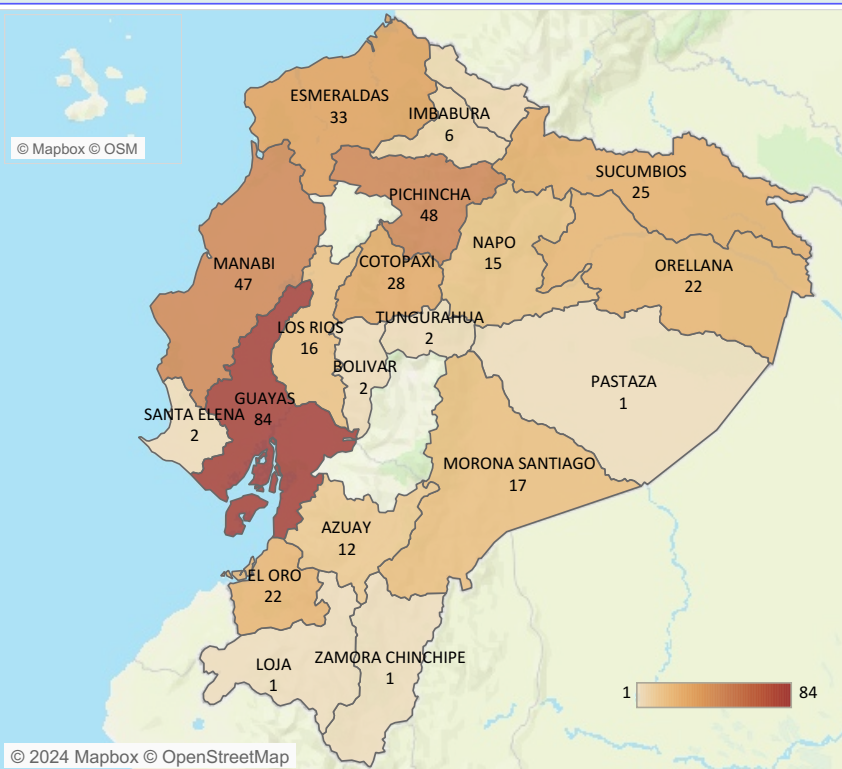 ESMERALDAS
33
IMBABURA
6
© Mapbox © OSM
SUCUMBIOS
25
PICHINCHA
48
NAPO
15
MANABI
47
COTOPAXI
28
ORELLANA
22
TUNGURAHUA
2
LOS RIOS
16
BOLIVAR
2
PASTAZA
1
GUAYAS
84
SANTA ELENA
2
MORONA SANTIAGO
17
AZUAY
12
EL ORO
22
ZAMORA CHINCHIPE
1
LOJA
1
1 84
© 2024 Mapbox © OpenStreetMap